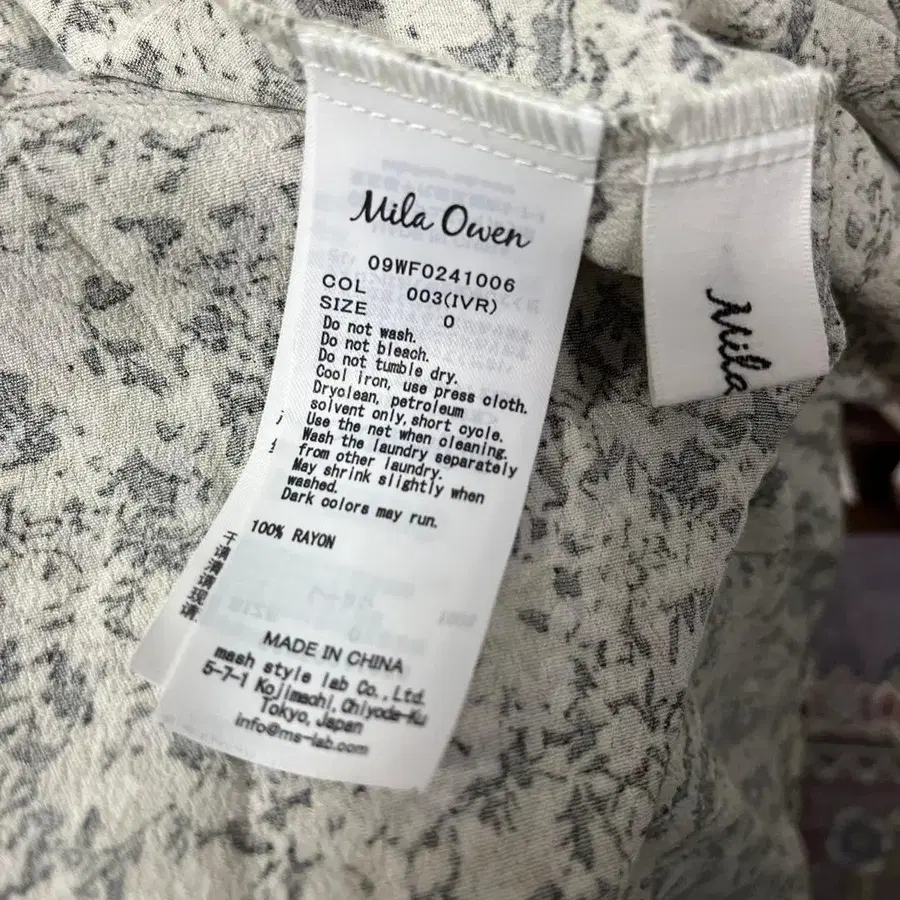 Mila Owen
09WF0241006
COL 003(IVR)
SIZE 0
Do not wash.
Do not bleach.
Do not tumble dry.
Cool iron, use press cloth.
Dryclean, petroleum
solvent only, short cycle.
Use the net when cleaning.
Wash the laundry separately
from other laundry.
May shrink slightly when
washed.
Dark colors may run.
100% RAYON
MADE IN CHINA
mash style lab Co., Ltd.
5-7-1 Kojimachi, Chiyoda-Ku
Tokyo, Japan
info@ms-lab.com
Mila